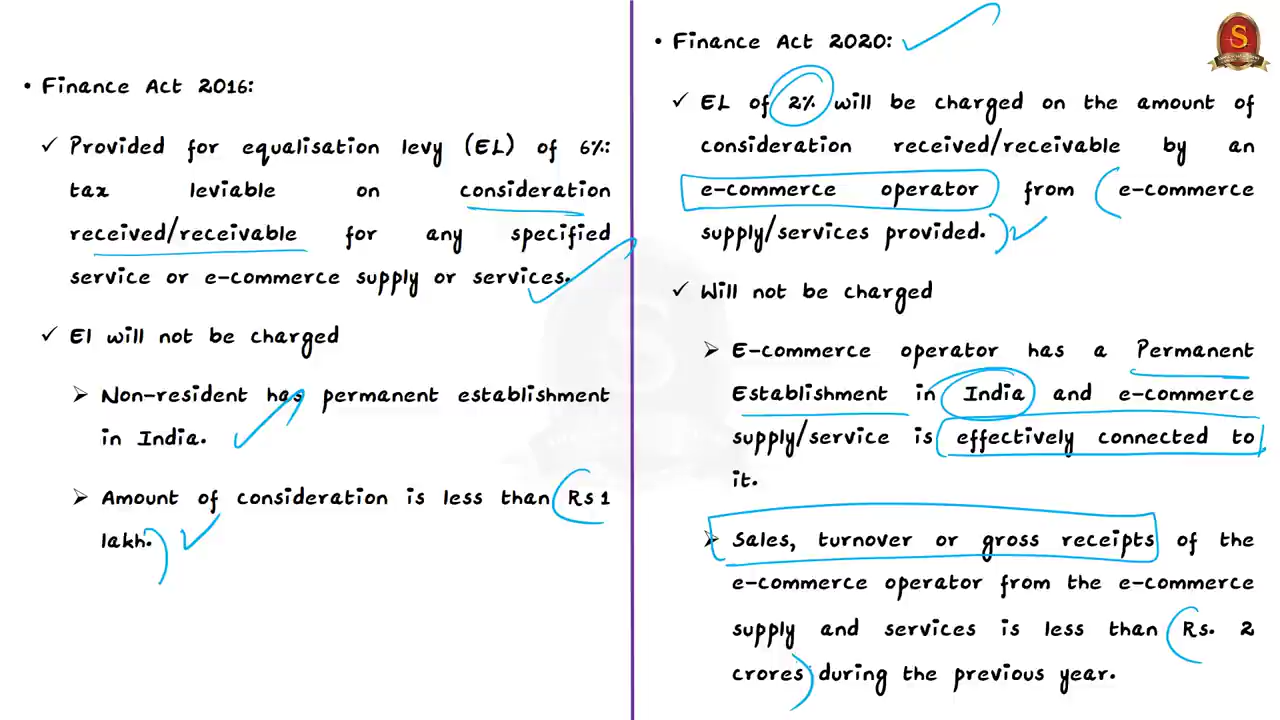 • Finance Act 2016:
✓ Provided for equalisation levy (EL) of 6%:
tax leviable on consideration
received/receivable for any specified
service or e-commerce supply or services.
✓ El will not be charged
➢ Non-resident has permanent establishment
in India.
➢ Amount of consideration is less than Rs 1
lakh.
• Finance Act 2020:
✓ EL of 2% will be charged on the amount of
consideration received/receivable by an
e-commerce operator from e-commerce
supply/services provided.
✓ Will not be charged
➢ E-commerce operator has a Permanent
Establishment in India and e-commerce
supply/service is effectively connected to
it.
➢ Sales, turnover or gross receipts of the
e-commerce operator from the e-commerce
supply and services is less than Rs. 2
crores during the previous year.
S